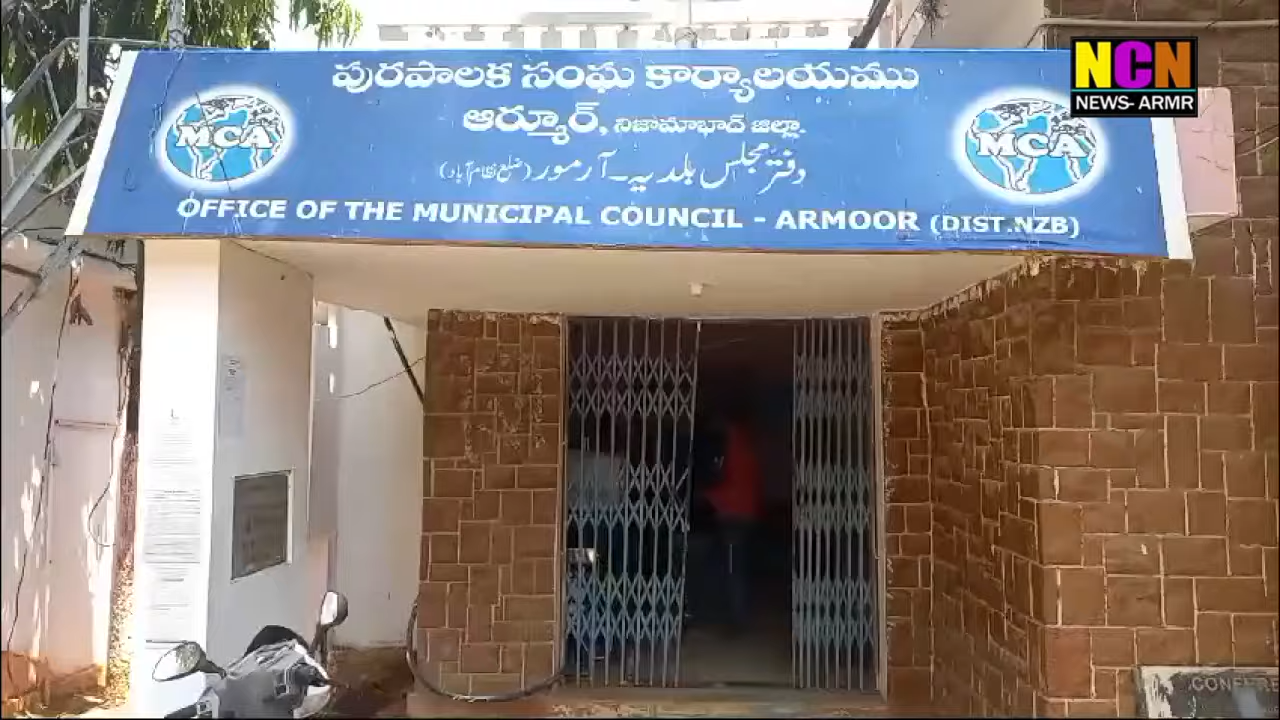 పురపాలక సంఘ కార్యాలయము
ఆర్మూర్, నిజామాభాద్ జిల్లా.
دفتر مجلس بلدیہ۔آرمور (ضلع نظام آباد)
OFFICE OF THE MUNICIPAL COUNCIL - ARMOOR (DIST.NZB)
MCA
MCA
NCN
NEWS- ARMR